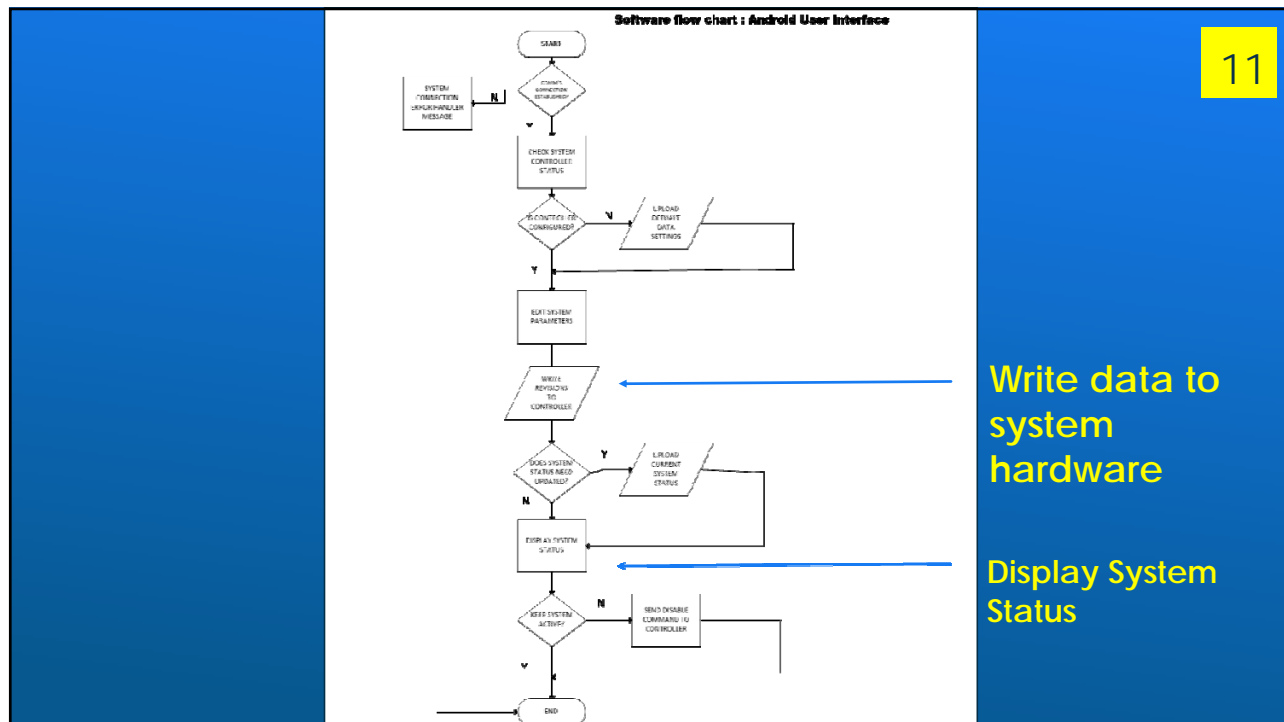 Software flow chart : Android User Interface
11
START
CONNECTION
ESTABLISHED?
N
SYSTEM
CONNECTION
ERROR HANDLER
MESSAGE
Y
CHECK SYSTEM
CONTROLLER
STATUS
IS CONTROLLER
CONFIGURED?
N
UPLOAD
DEFAULT
DATA
SETTINGS
Y
EDIT SYSTEM
PARAMETERS
WRITE
REVISIONS
TO
CONTROLLER
Write data to
system
hardware
DOES SYSTEM
STATUS NEED
UPDATED?
Y
UPLOAD
CURRENT
SYSTEM
STATUS
N
DISPLAY SYSTEM
STATUS
Display System
Status
KEEP SYSTEM
ACTIVE?
N
SEND DISABLE
COMMAND TO
CONTROLLER
Y
END